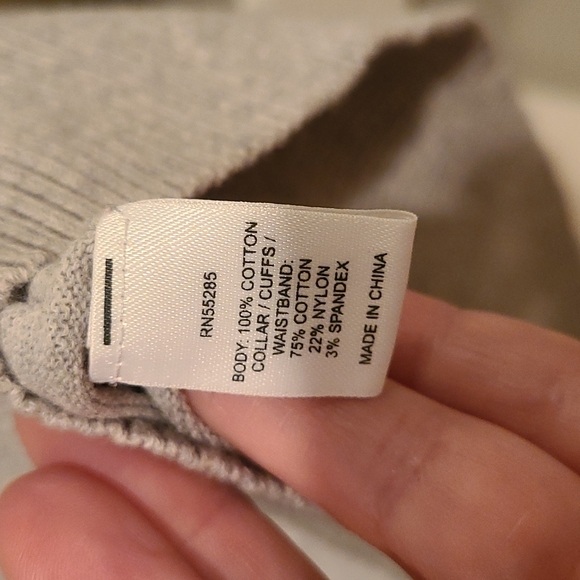 RN55285
BODY: 100% COTTON
COLLAR / CUFFS /
WAISTBAND:
75% COTTON
22% NYLON
3% SPANDEX
MADE IN CHINA